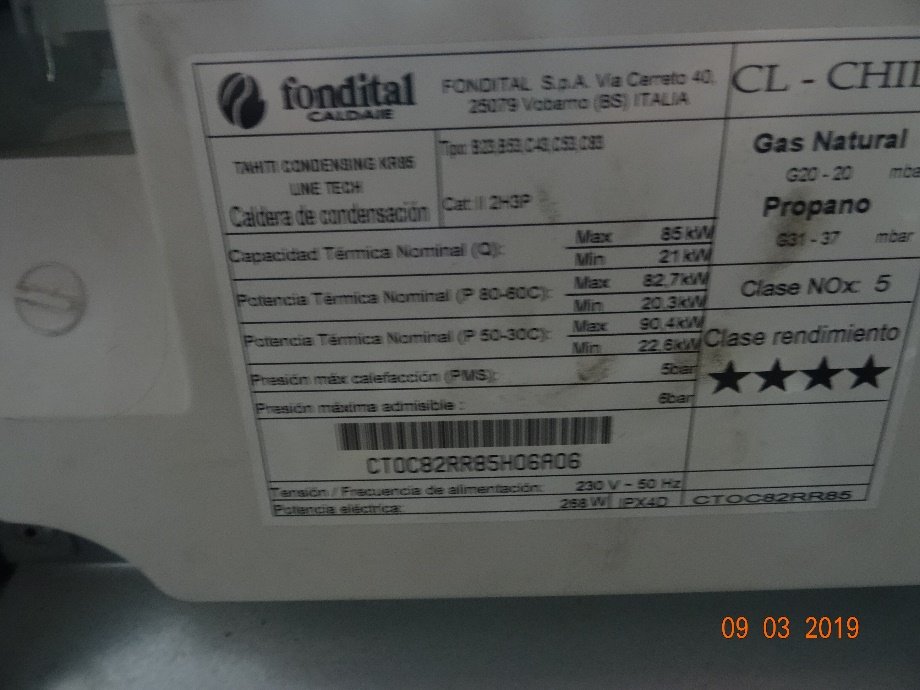 fondital
CALDAIE
FONDITAL S.p.A. Via Cerreto 40,
25079 Vobarno (BS) ITALIA
CL - CHI
TAHITI CONDENSING KR85
LINE TECH
Caldera de condensación
Tipo: B23,B53,C43,C53,C83
Cat: II 2H3P
Gas Natural
G20 - 20 mba
Propano
G31 - 37 mbar
Capacidad Térmica Nominal (Q): Max 85 kW
Min 21 kW
Potencia Térmica Nominal (P 80-60C): Max 82,7kW
Min 20,3kW
Potencia Térmica Nominal (P 50-30C): Max 90,4kW
Min 22,6kW
Clase NOx: 5
Clase rendimiento
★★★★
Presión máx calefacción (PMS): 5bar
Presión máxima admisible : 6bar
CTOC82RR85H06A06
Tensión / Frecuencia de alimentación: 230 V - 50 Hz
Potencia eléctrica: 268 W IPX4D CTOC82RR85
09 03 2019